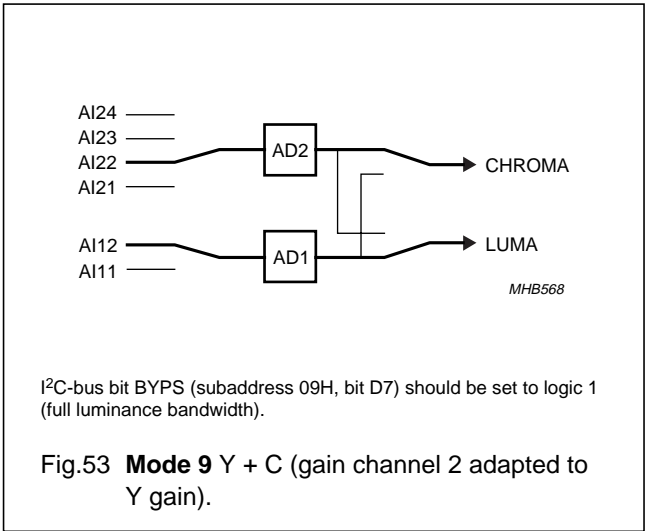 AI24
AI23
AI22
AI21
AD2
CHROMA
AI12
AI11
AD1
LUMA
MHB568
I²C-bus bit BYPS (subaddress 09H, bit D7) should be set to logic 1
(full luminance bandwidth).
Fig.53 Mode 9 Y + C (gain channel 2 adapted to
Y gain).